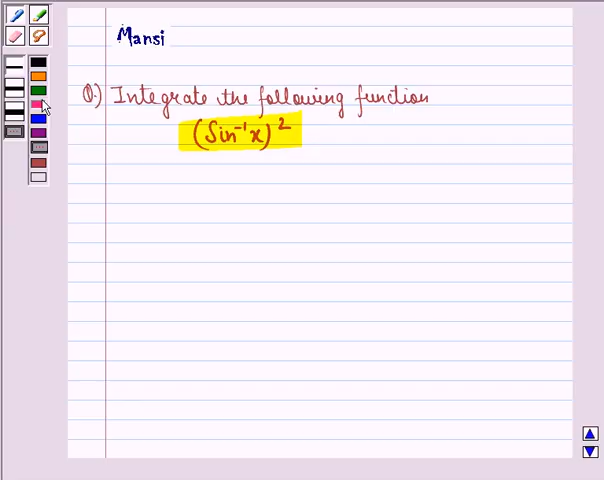 Mansi
Q.) Integrate the following function
(Sin⁻¹x)²